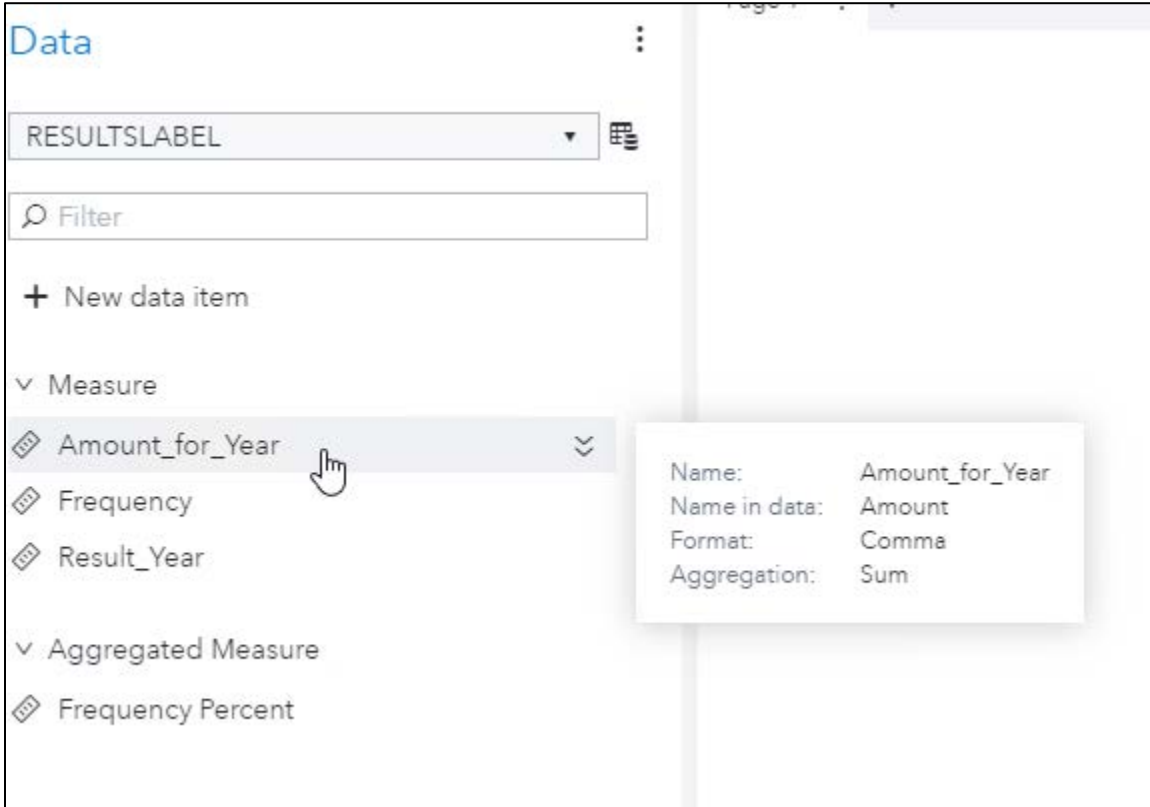 Data
RESULTSLABEL
Filter
New data item
Measure
Amount_for_Year
Frequency
Result_Year
Aggregated Measure
Frequency Percent
Name: Amount_for_Year
Name in data: Amount
Format: Comma
Aggregation: Sum